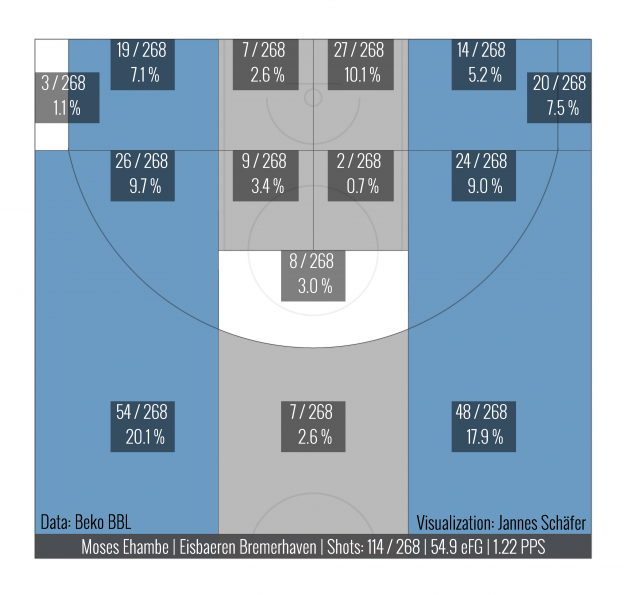 19 / 268
7.1 %
7 / 268
2.6 %
27 / 268
10.1 %
14 / 268
5.2 %
3 / 268
1.1 %
20 / 268
7.5 %
26 / 268
9.7 %
9 / 268
3.4 %
2 / 268
0.7 %
24 / 268
9.0 %
8 / 268
3.0 %
54 / 268
20.1 %
7 / 268
2.6 %
48 / 268
17.9 %
Data: Beko BBL
Visualization: Jannes Schäfer
Moses Ehambe | Eisbaeren Bremerhaven | Shots: 114 / 268 | 54.9 eFG | 1.22 PPS